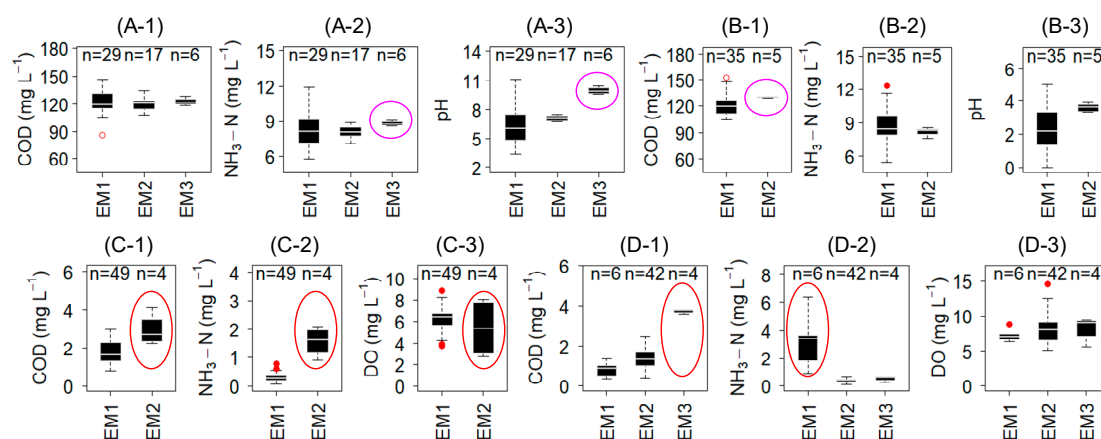 (A-1)
COD (mg L⁻¹)
180
150
120
90
60
n=29 n=17 n=6
EM1
EM2
EM3
(A-2)
NH₃−N (mg L⁻¹)
15
12
9
6
n=29 n=17 n=6
EM1
EM2
EM3
(A-3)
pH
14
12
10
8
6
4
2
n=29 n=17 n=6
EM1
EM2
EM3
(B-1)
COD (mg L⁻¹)
180
150
120
90
60
n=35 n=5
EM1
EM2
(B-2)
NH₃−N (mg L⁻¹)
15
12
9
6
n=35 n=5
EM1
EM2
(B-3)
pH
6
4
2
0
n=35 n=5
EM1
EM2
(C-1)
COD (mg L⁻¹)
6
4
2
0
n=49 n=4
EM1
EM2
(C-2)
NH₃−N (mg L⁻¹)
4
3
2
1
0
n=49 n=4
EM1
EM2
(C-3)
DC (mg L⁻¹)
10
8
6
4
2
0
n=49 n=4
EM1
EM2
(D-1)
COD (mg L⁻¹)
6
4
2
0
n=6 n=42 n=4
EM1
EM2
EM3
(D-2)
NH₃−N (mg L⁻¹)
8
6
4
2
0
n=6 n=42 n=4
EM1
EM2
EM3
(D-3)
DO (mg L⁻¹)
20
15
10
5
0
n=6 n=42 n=4
EM1
EM2
EM3